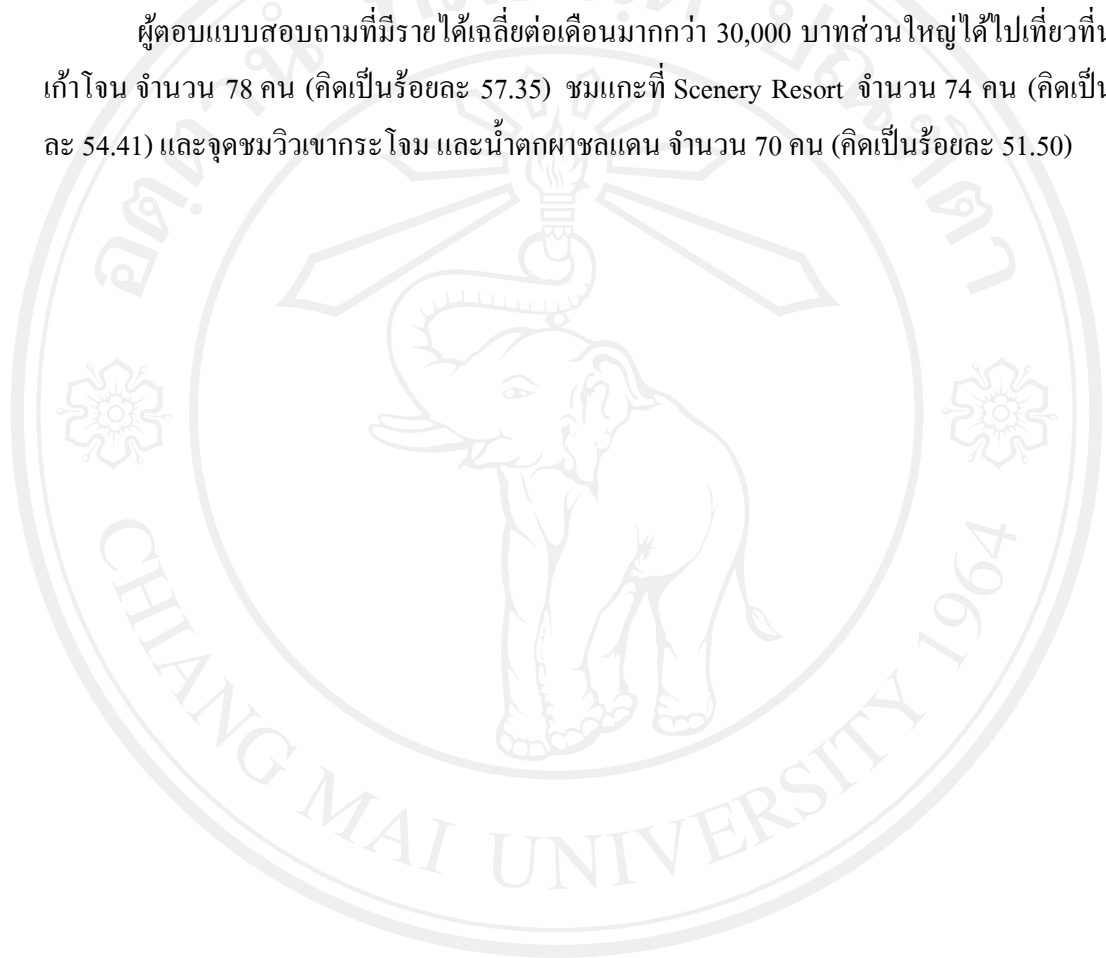 ผู้ตอบแบบสอบถามที่มีรายได้เฉลี่ยต่อเดือนมากกว่า 30,000 บาทส่วนใหญ่ได้ไปเที่ยวที่
เก้าโจน จำนวน 78 คน (คิดเป็นร้อยละ 57.35) ชมแกะที่ Scenery Resort จำนวน 74 คน (คิดเป็น
ละ 54.41) และจุดชมวิวเขากระโจม และน้ำตกผาชลแดน จำนวน 70 คน (คิดเป็นร้อยละ 51.50)
CHIANG MAI UNIVERSITY 1964